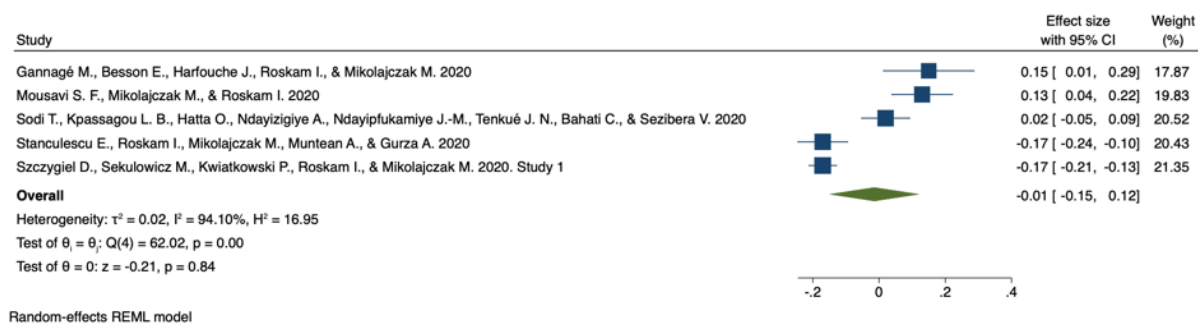 Effect size Weight
Study with 95% CI (%)
Gannagé M., Besson E., Harfouche J., Roskam I., & Mikolajczak M. 2020 0.15 [ 0.01, 0.29] 17.87
Mousavi S. F., Mikolajczak M., & Roskam I. 2020 0.13 [ 0.04, 0.22] 19.83
Sodi T., Kpassagou L. B., Hatta O., Ndayizigiye A., Ndayipfukamiye J.-M., Tenkué J. N., Bahati C., & Sezibera V. 2020 0.02 [ -0.05, 0.09] 20.52
Stanculescu E., Roskam I., Mikolajczak M., Muntean A., & Gurza A. 2020 -0.17 [ -0.24, -0.10] 20.43
Szczygiel D., Sekulowicz M., Kwiatkowski P., Roskam I., & Mikolajczak M. 2020. Study 1 -0.17 [ -0.21, -0.13] 21.35
Overall -0.01 [ -0.15, 0.12]
Heterogeneity: τ² = 0.02, I² = 94.10%, H² = 16.95
Test of θᵢ = θⱼ: Q(4) = 62.02, p = 0.00
Test of θ = 0: z = -0.21, p = 0.84
-.2 0 .2 .4
Random-effects REML model